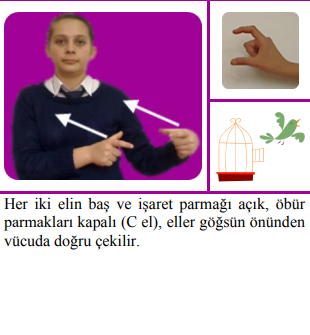 Her iki elin baş ve işaret parmağı açık, öbür
parmakları kapalı (C el), eller göğsün önünden
vücuda doğru çekilir.